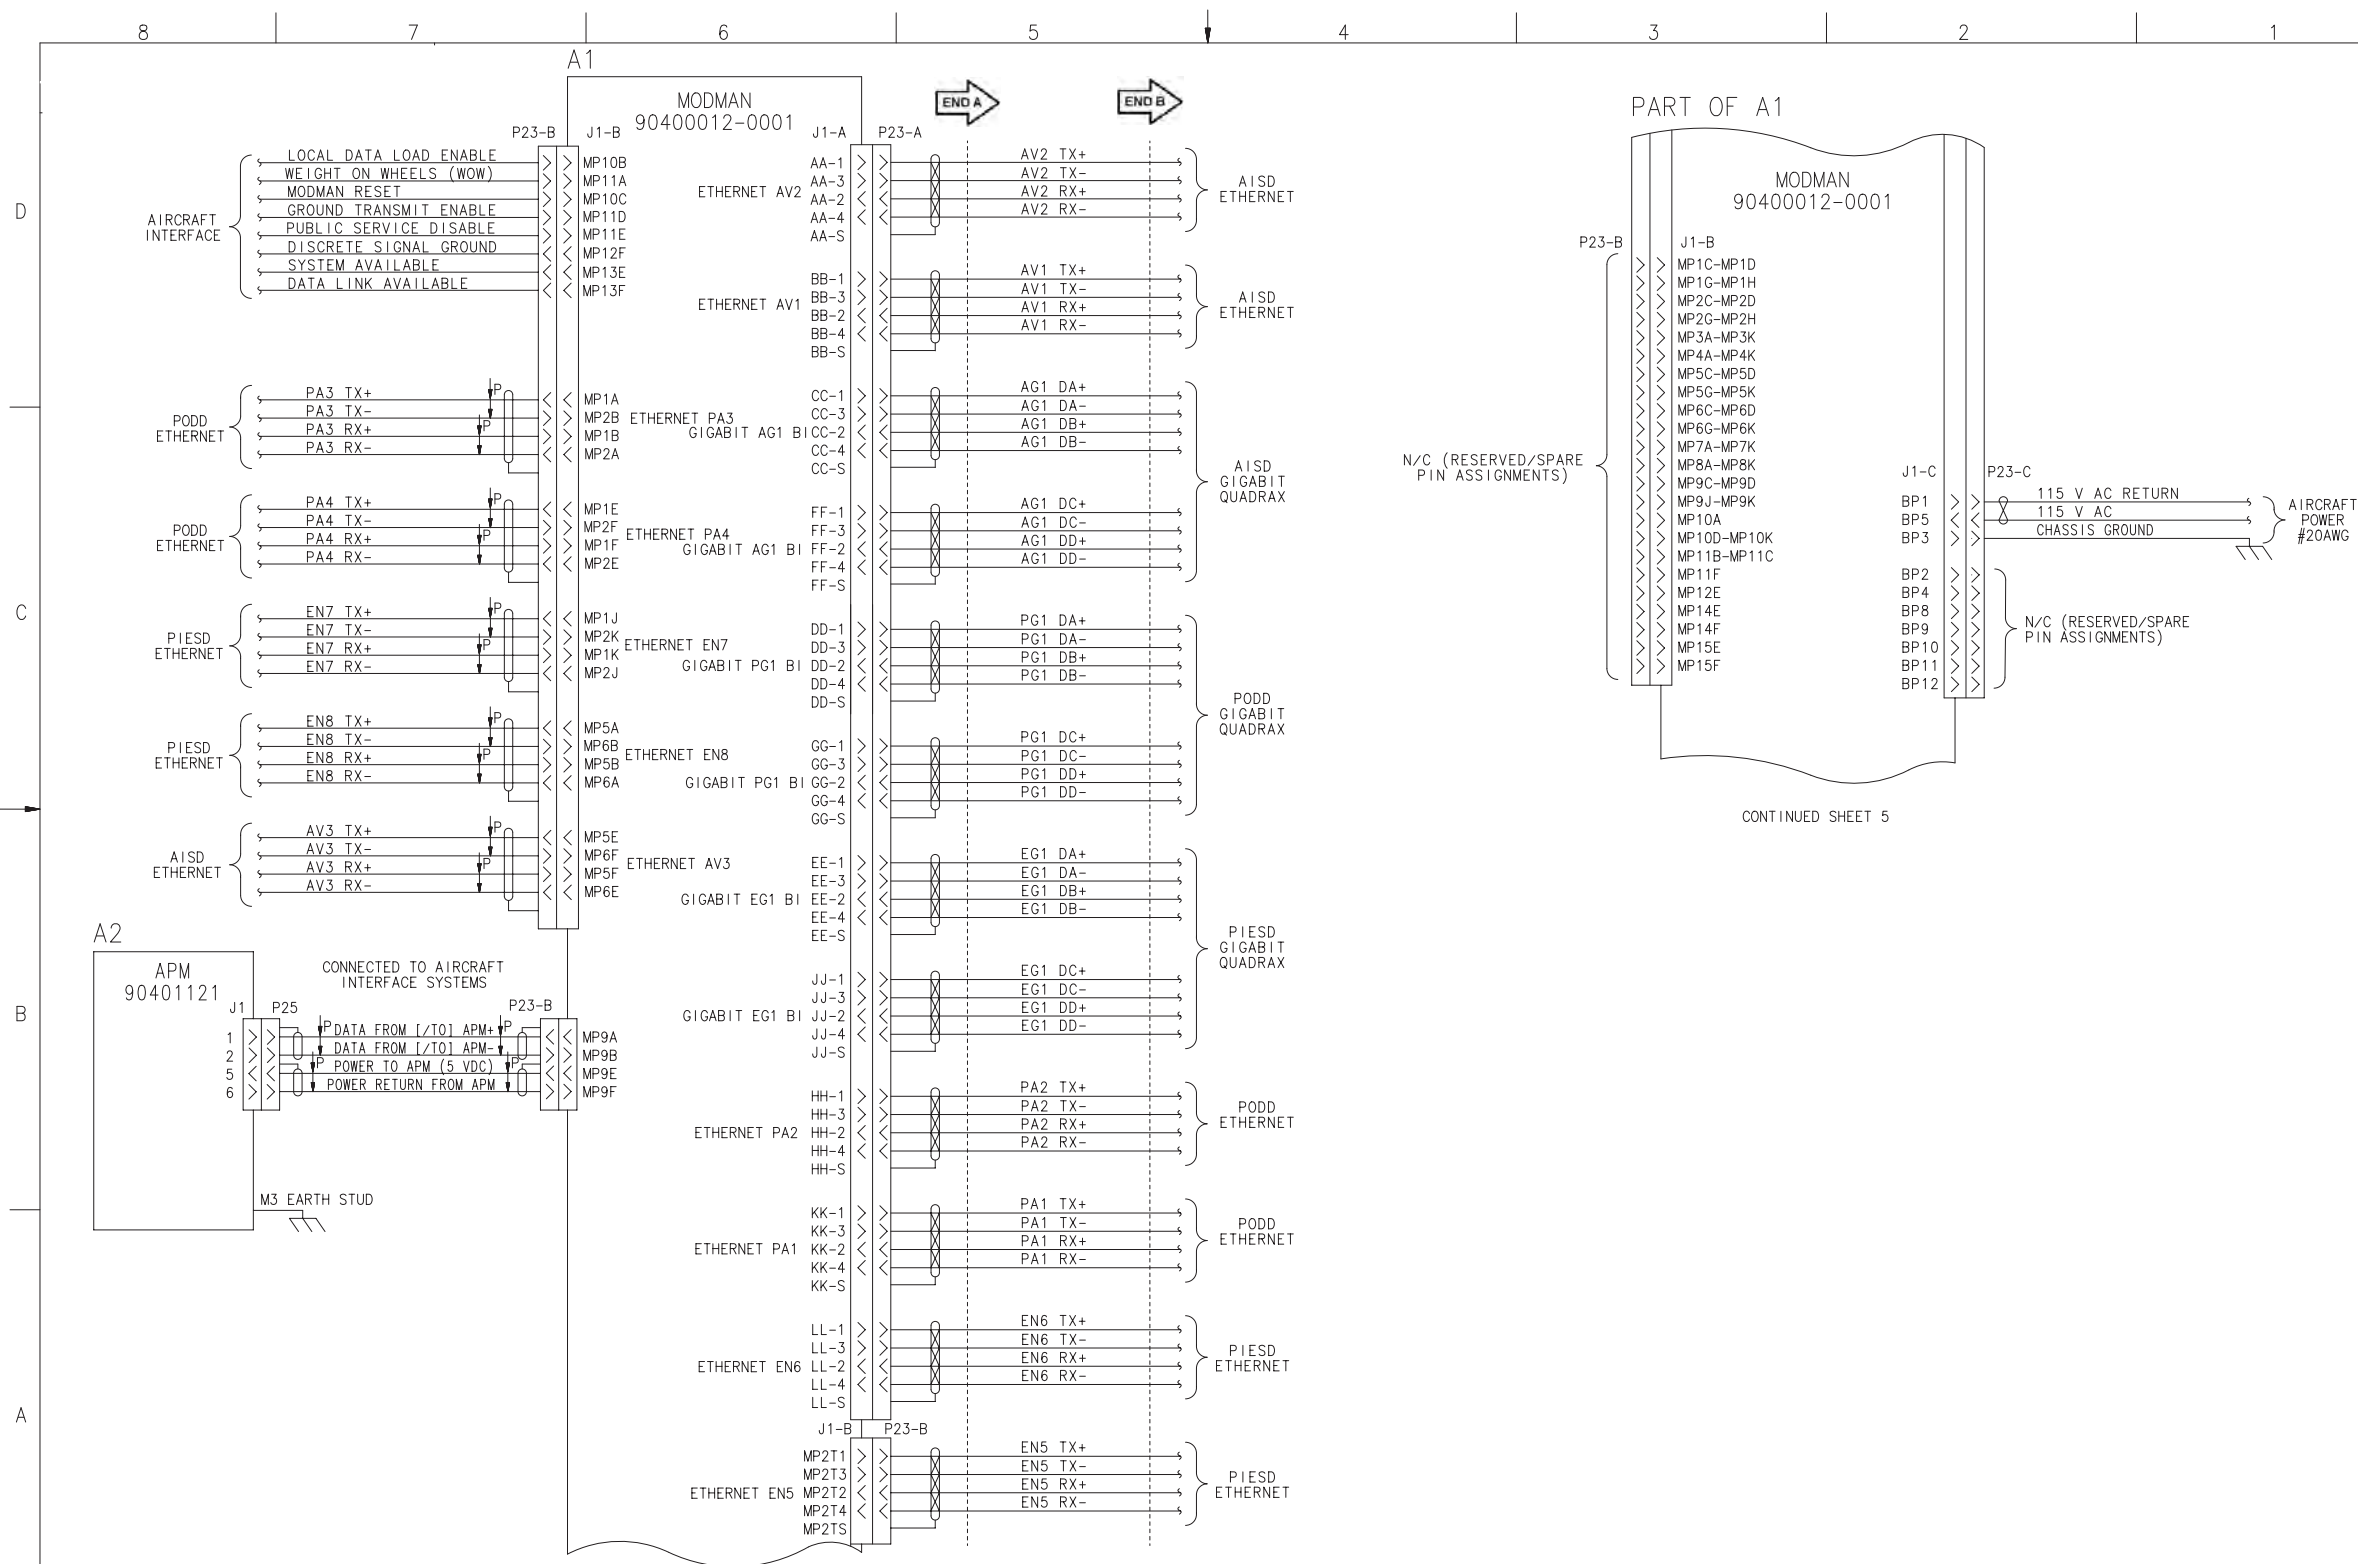 8 7 6 5 4 3 2 1
D
C
B
A
A1
MODMAN
90400012-0001
P23-B J1-B
LOCAL DATA LOAD ENABLE MP10B
WEIGHT ON WHEELS (WOW) MP11A
MODMAN RESET MP10C
GROUND TRANSMIT ENABLE MP11D
PUBLIC SERVICE DISABLE MP11E
DISCRETE SIGNAL GROUND MP12F
SYSTEM AVAILABLE MP13E
DATA LINK AVAILABLE MP13F
AIRCRAFT
INTERFACE
PA3 TX+ P MP1A
PA3 TX- MP2B
PA3 RX+ P MP1B
PA3 RX- MP2A
PODD
ETHERNET
ETHERNET PA3
PA4 TX+ P MP1E
PA4 TX- MP2F
PA4 RX+ P MP1F
PA4 RX- MP2E
PODD
ETHERNET
ETHERNET PA4
EN7 TX+ P MP1J
EN7 TX- MP2K
EN7 RX+ P MP1K
EN7 RX- MP2J
PIESD
ETHERNET
ETHERNET EN7
EN8 TX+ P MP5A
EN8 TX- MP6B
EN8 RX+ P MP5B
EN8 RX- MP6A
PIESD
ETHERNET
ETHERNET EN8
AV3 TX+ P MP5E
AV3 TX- MP6F
AV3 RX+ P MP5F
AV3 RX- MP6E
AISD
ETHERNET
ETHERNET AV3
A2
APM
90401121
CONNECTED TO AIRCRAFT
INTERFACE SYSTEMS
J1 P25 P23-B
1 P DATA FROM [/TO] APM+ P MP9A
2 DATA FROM [/TO] APM- MP9B
5 P POWER TO APM (5 VDC) P MP9E
6 POWER RETURN FROM APM MP9F
M3 EARTH STUD
END A
END B
J1-A P23-A
AA-1 AV2 TX+
AA-3 AV2 TX-
AA-2 AV2 RX+
AA-4 AV2 RX-
AA-S
ETHERNET AV2
AISD
ETHERNET
BB-1 AV1 TX+
BB-3 AV1 TX-
BB-2 AV1 RX+
BB-4 AV1 RX-
BB-S
ETHERNET AV1
AISD
ETHERNET
CC-1 AG1 DA+
CC-3 AG1 DA-
GIGABIT AG1 BI CC-2 AG1 DB+
CC-4 AG1 DB-
CC-S
AISD
GIGABIT
QUADRAX
FF-1 AG1 DC+
FF-3 AG1 DC-
GIGABIT AG1 BI FF-2 AG1 DD+
FF-4 AG1 DD-
FF-S
DD-1 PG1 DA+
DD-3 PG1 DA-
GIGABIT PG1 BI DD-2 PG1 DB+
DD-4 PG1 DB-
DD-S
PODD
GIGABIT
QUADRAX
GG-1 PG1 DC+
GG-3 PG1 DC-
GIGABIT PG1 BI GG-2 PG1 DD+
GG-4 PG1 DD-
GG-S
EE-1 EG1 DA+
EE-3 EG1 DA-
GIGABIT EG1 BI EE-2 EG1 DB+
EE-4 EG1 DB-
EE-S
PIESD
GIGABIT
QUADRAX
JJ-1 EG1 DC+
JJ-3 EG1 DC-
GIGABIT EG1 BI JJ-2 EG1 DD+
JJ-4 EG1 DD-
JJ-S
HH-1 PA2 TX+
HH-3 PA2 TX-
ETHERNET PA2 HH-2 PA2 RX+
HH-4 PA2 RX-
HH-S
PODD
ETHERNET
KK-1 PA1 TX+
KK-3 PA1 TX-
ETHERNET PA1 KK-2 PA1 RX+
KK-4 PA1 RX-
KK-S
PODD
ETHERNET
LL-1 EN6 TX+
LL-3 EN6 TX-
ETHERNET EN6 LL-2 EN6 RX+
LL-4 EN6 RX-
LL-S
PIESD
ETHERNET
J1-B P23-B
MP2T1 EN5 TX+
MP2T3 EN5 TX-
ETHERNET EN5 MP2T2 EN5 RX+
MP2T4 EN5 RX-
MP2TS
PIESD
ETHERNET
PART OF A1
MODMAN
90400012-0001
P23-B J1-B
MP1C-MP1D
MP1G-MP1H
MP2C-MP2D
MP2G-MP2H
MP3A-MP3K
MP4A-MP4K
MP5C-MP5D
MP5G-MP5K
MP6C-MP6D
MP6G-MP6K
MP7A-MP7K
MP8A-MP8K
MP9C-MP9D
MP9J-MP9K
MP10A
MP10D-MP10K
MP11B-MP11C
MP11F
MP12E
MP14E
MP14F
MP15E
MP15F
N/C (RESERVED/SPARE
PIN ASSIGNMENTS)
J1-C P23-C
BP1 115 V AC RETURN
BP5 115 V AC
BP3 CHASSIS GROUND
AIRCRAFT
POWER
#20AWG
BP2
BP4
BP8
BP9
BP10
BP11
BP12
N/C (RESERVED/SPARE
PIN ASSIGNMENTS)
CONTINUED SHEET 5